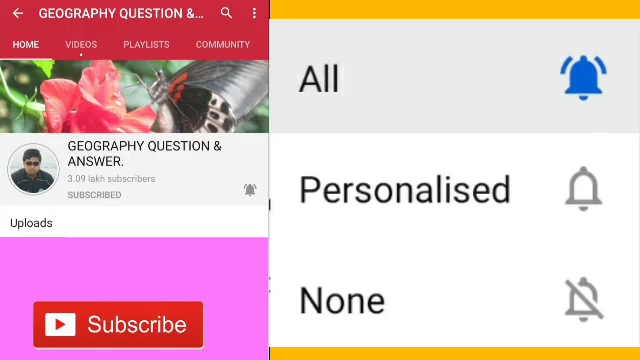 GEOGRAPHY QUESTION &...
HOME VIDEOS PLAYLISTS COMMUNITY
GEOGRAPHY QUESTION &
ANSWER.
3.09 lakh subscribers
SUBSCRIBED
Uploads
Subscribe
All
Personalised
None